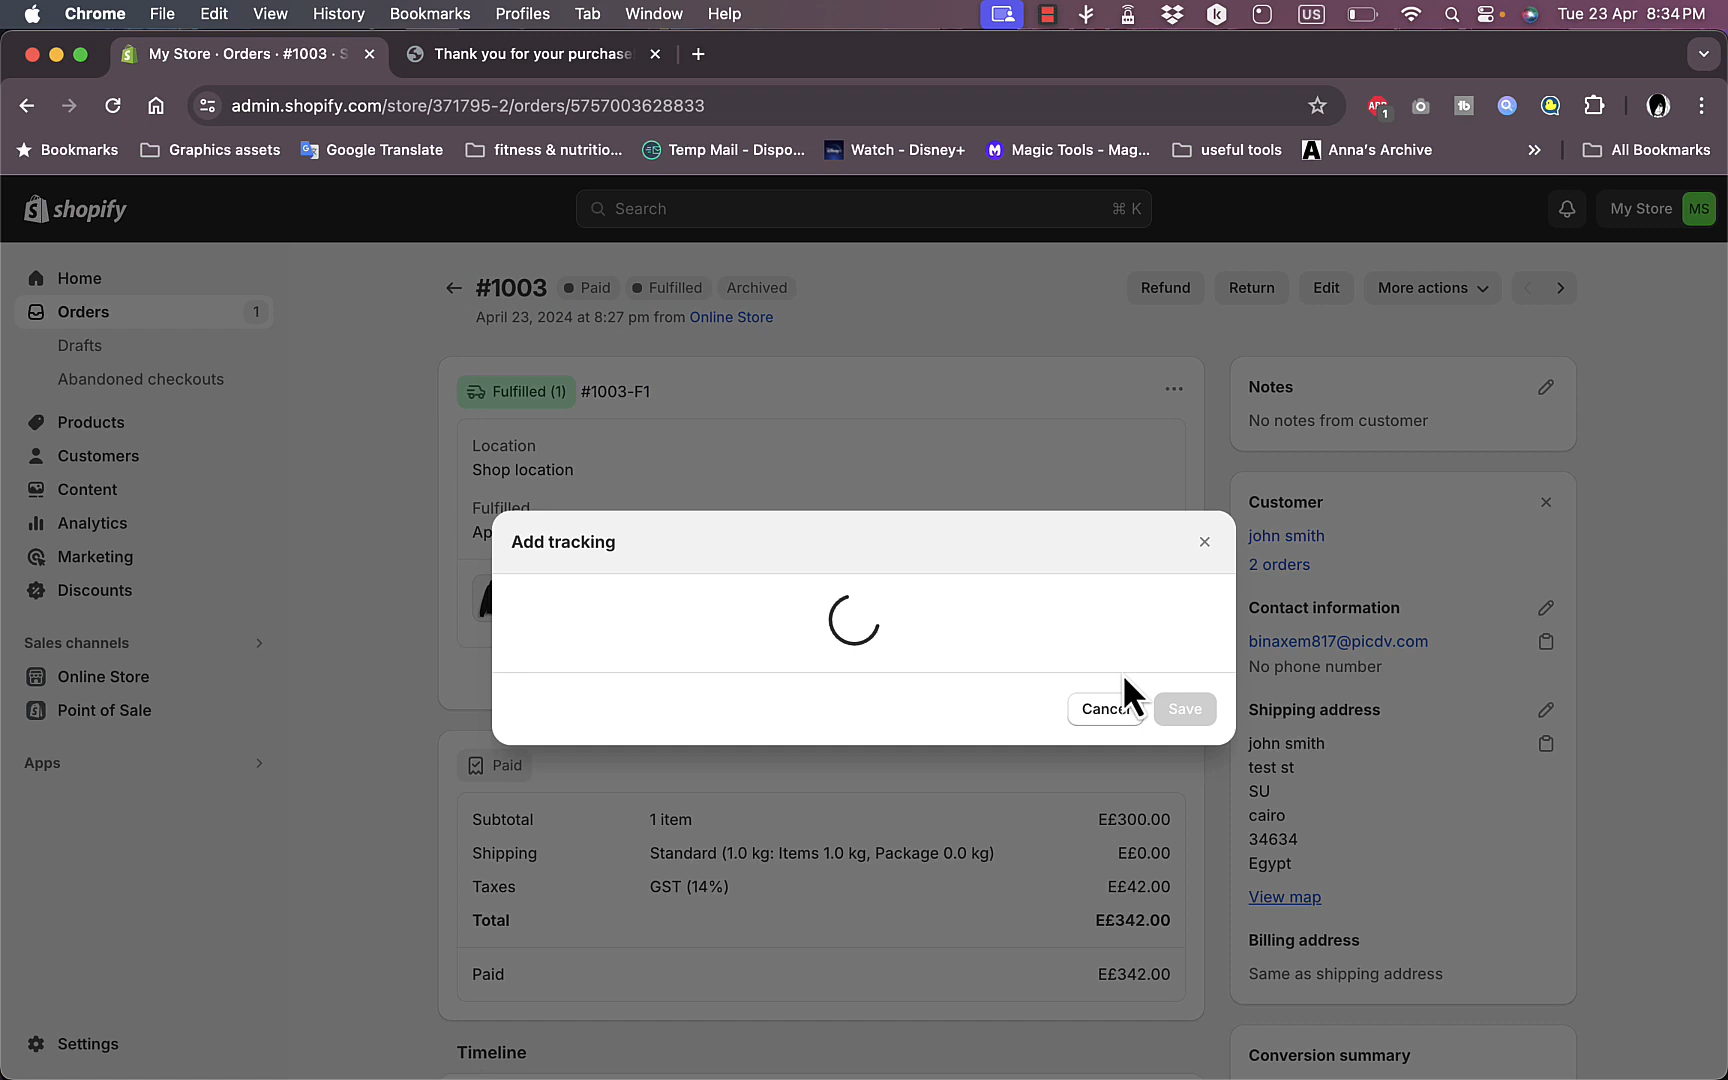 Chrome File Edit View History Bookmarks Profiles Tab Window Help US Tue 23 Apr 8:34 PM
My Store · Orders · #1003 · S Thank you for your purchase
admin.shopify.com/store/371795-2/orders/5757003628833 ABP 1 tb
Bookmarks Graphics assets Google Translate fitness & nutritio... Temp Mail - Dispo... Watch - Disney+ Magic Tools - Mag... useful tools Anna's Archive All Bookmarks
shopify Search ⌘ K My Store MS
Home
Orders 1
Drafts
Abandoned checkouts
Products
Customers
Content
Analytics
Marketing
Discounts
Sales channels
Online Store
Point of Sale
Apps
Settings
#1003 Paid Fulfilled Archived Refund Return Edit More actions
April 23, 2024 at 8:27 pm from Online Store
Fulfilled (1) #1003-F1
Location
Shop location
Fulfilled
Ap
Add tracking
Cancel Save
Paid
Subtotal 1 item E£300.00
Shipping Standard (1.0 kg: Items 1.0 kg, Package 0.0 kg) E£0.00
Taxes GST (14%) E£42.00
Total E£342.00
Paid E£342.00
Timeline
Notes
No notes from customer
Customer
john smith
2 orders
Contact information
binaxem817@picdv.com
No phone number
Shipping address
john smith
test st
SU
cairo
34634
Egypt
View map
Billing address
Same as shipping address
Conversion summary